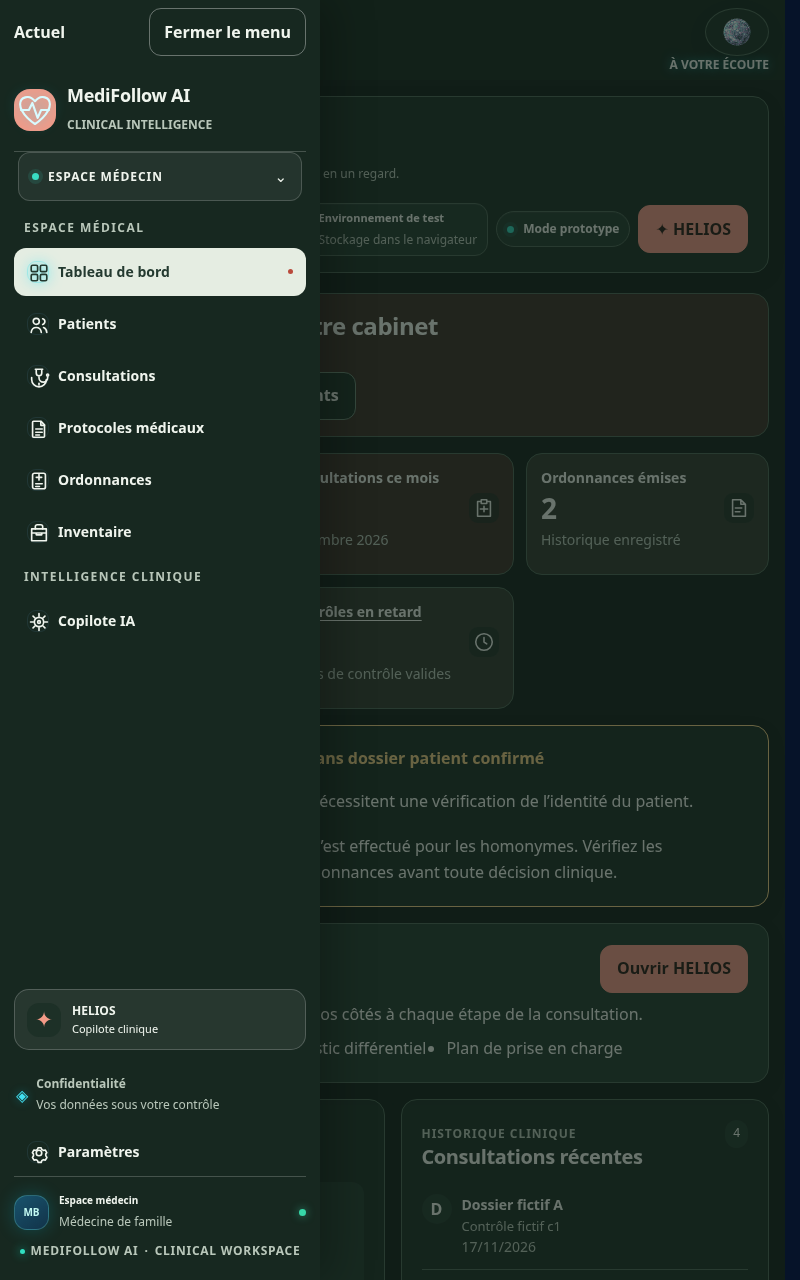 Actuel
Fermer le menu
MediFollow AI
CLINICAL INTELLIGENCE
ESPACE MÉDECIN
ESPACE MÉDICAL
Tableau de bord
Patients
Consultations
Protocoles médicaux
Ordonnances
Inventaire
INTELLIGENCE CLINIQUE
Copilote IA
HELIOS
Copilote clinique
Confidentialité
Vos données sous votre contrôle
Paramètres
MB
Espace médecin
Médecine de famille
MEDIFOLLOW AI · CLINICAL WORKSPACE
À VOTRE ÉCOUTE
en un regard.
Environnement de test
Stockage dans le navigateur
Mode prototype
✦ HELIOS
tre cabinet
nts
ultations ce mois
mbre 2026
Ordonnances émises
2
Historique enregistré
rôles en retard
s de contrôle valides
ans dossier patient confirmé
écessitent une vérification de l’identité du patient.
’est effectué pour les homonymes. Vérifiez les
onnances avant toute décision clinique.
Ouvrir HELIOS
os côtés à chaque étape de la consultation.
stic différentiel
Plan de prise en charge
HISTORIQUE CLINIQUE
4
Consultations récentes
D
Dossier fictif A
Contrôle fictif c1
17/11/2026